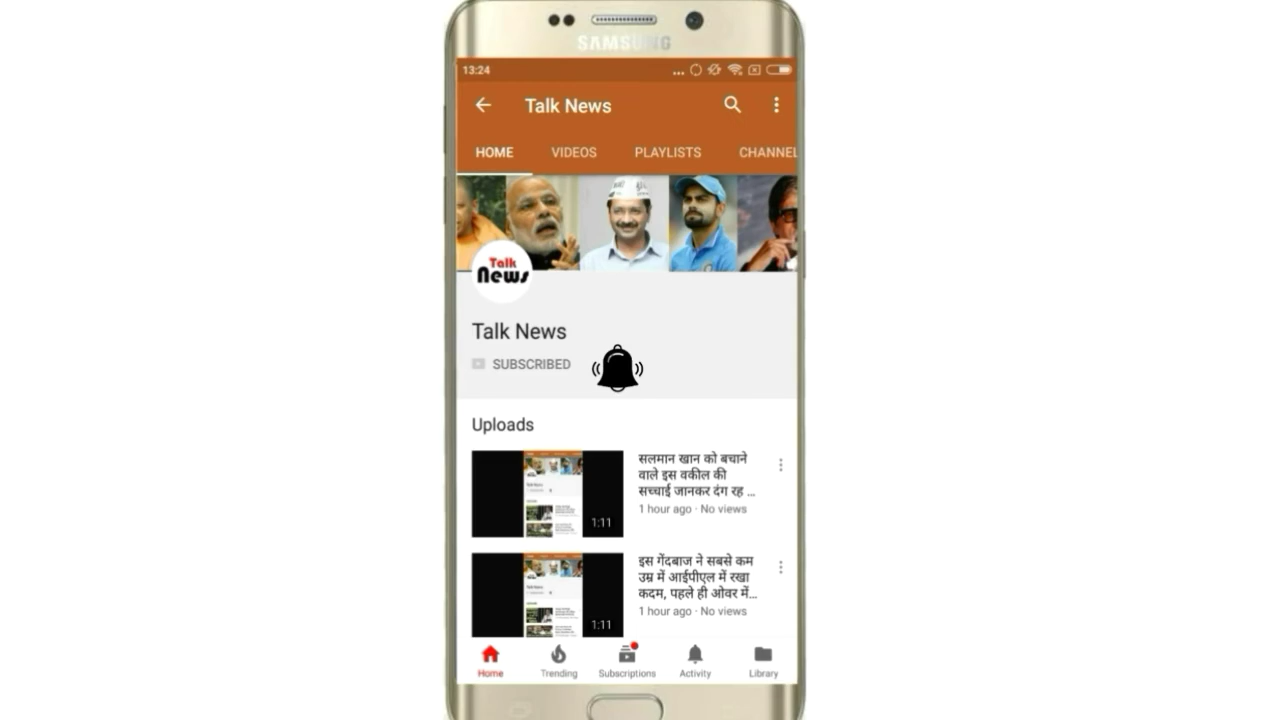 SAMSUNG
13:24
Talk News
HOME VIDEOS PLAYLISTS CHANNEL
Talk
News
Talk News
SUBSCRIBED
Uploads
सलमान खान को बचाने
वाले इस वकील की
सच्चाई जानकर दंग रह ...
1 hour ago · No views
1:11
इस गेंदबाज ने सबसे कम
उम्र में आईपीएल में रखा
कदम, पहले ही ओवर में...
1 hour ago · No views
1:11
Home Trending Subscriptions Activity Library